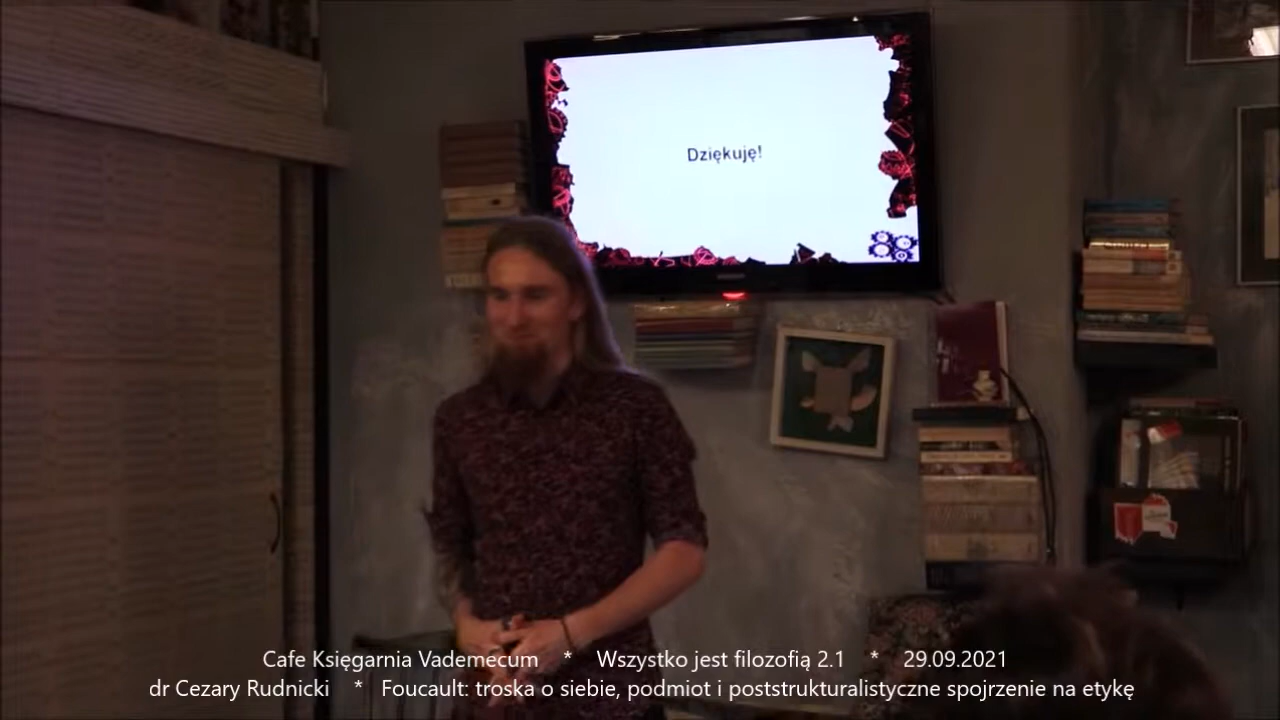 Dziękuję!
Cafe Księgarnia Vademecum * Wszystko jest filozofią 2.1 * 29.09.2021
dr Cezary Rudnicki * Foucault: troska o siebie, podmiot i poststrukturalistyczne spojrzenie na etykę